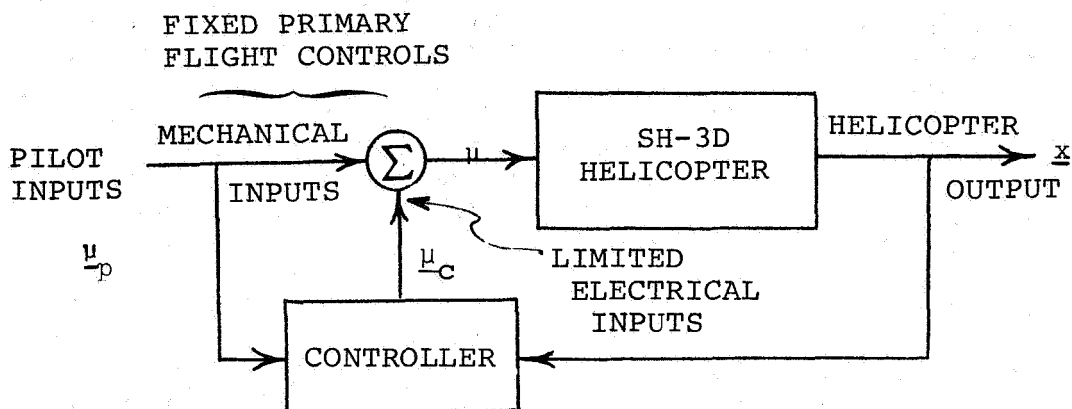 FIXED PRIMARY
FLIGHT CONTROLS
PILOT
INPUTS
μp
MECHANICAL
INPUTS
Σ
μ
SH-3D
HELICOPTER
HELICOPTER
OUTPUT
x
μc
LIMITED
ELECTRICAL
INPUTS
CONTROLLER